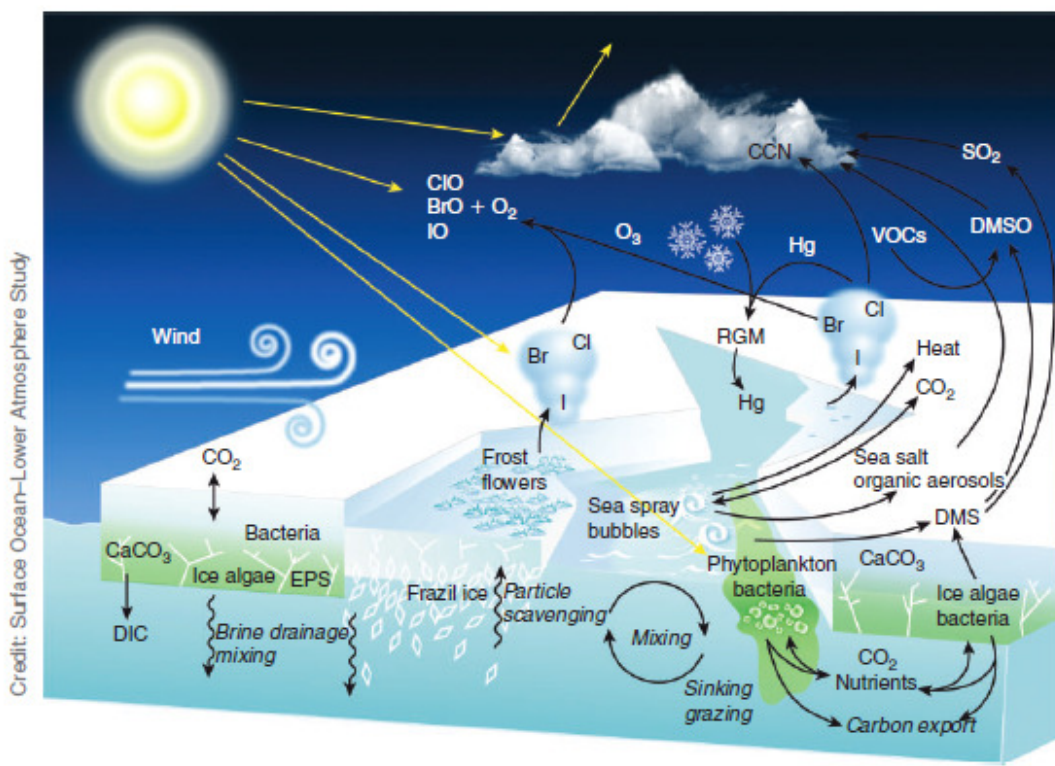 Credit: Surface Ocean–Lower Atmosphere Study
CCN
SO2
ClO
BrO + O2
IO
O3
Hg
VOCs
DMSO
Wind
Br
Cl
I
RGM
Hg
Br
Cl
I
Heat
CO2
CO2
Frost
flowers
Sea spray
bubbles
Sea salt
organic aerosols
DMS
Bacteria
CaCO3
Ice algae
EPS
Frazil ice
Particle
scavenging
Phytoplankton
bacteria
CaCO3
Ice algae
bacteria
DIC
Brine drainage
mixing
Mixing
Sinking
grazing
CO2
Nutrients
Carbon export